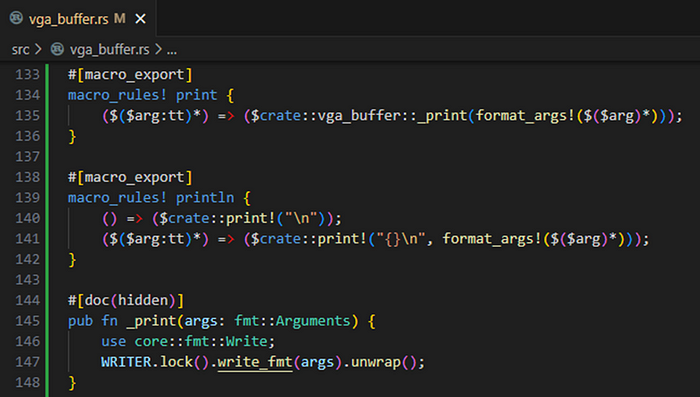 vga_buffer.rs M ×
src > vga_buffer.rs > ...
133 #[macro_export]
134 macro_rules! print {
135     ($($arg:tt)*) => ($crate::vga_buffer::_print(format_args!($($arg)*)));
136 }
137
138 #[macro_export]
139 macro_rules! println {
140     () => ($crate::print!("\n"));
141     ($($arg:tt)*) => ($crate::print!("{}\n", format_args!($($arg)*)));
142 }
143
144 #[doc(hidden)]
145 pub fn _print(args: fmt::Arguments) {
146     use core::fmt::Write;
147     WRITER.lock().write_fmt(args).unwrap();
148 }